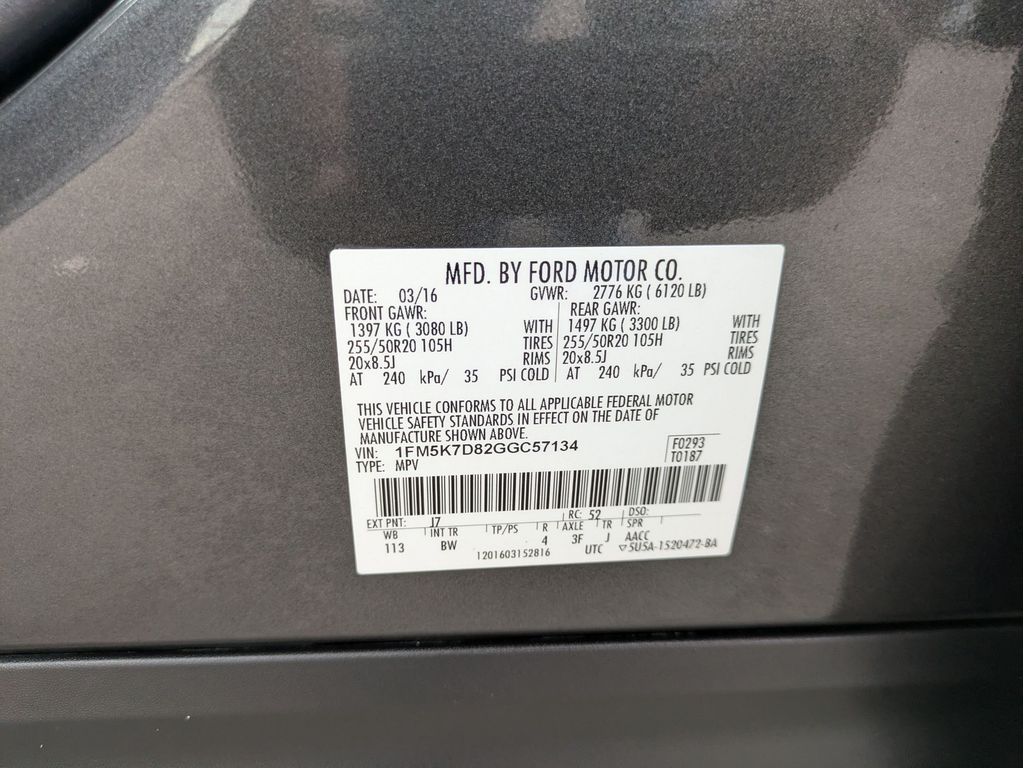 MFD. BY FORD MOTOR CO.
DATE: 03/16 GVWR: 2776 KG ( 6120 LB)
FRONT GAWR: REAR GAWR:
1397 KG ( 3080 LB) WITH 1497 KG ( 3300 LB) WITH
255/50R20 105H TIRES 255/50R20 105H TIRES
20x8.5J RIMS 20x8.5J RIMS
AT 240 kPa/ 35 PSI COLD AT 240 kPa/ 35 PSI COLD
THIS VEHICLE CONFORMS TO ALL APPLICABLE FEDERAL MOTOR
VEHICLE SAFETY STANDARDS IN EFFECT ON THE DATE OF
MANUFACTURE SHOWN ABOVE.
VIN: 1FM5K7D82GGC57134 F0293
TYPE: MPV T0187
EXT PNT: J7 RC: 52 DSO:
WB INT TR TP/PS R AXLE TR SPR
113 BW 4 3F J AACC
1201603152816 UTC ▽5U5A-1520472-BA